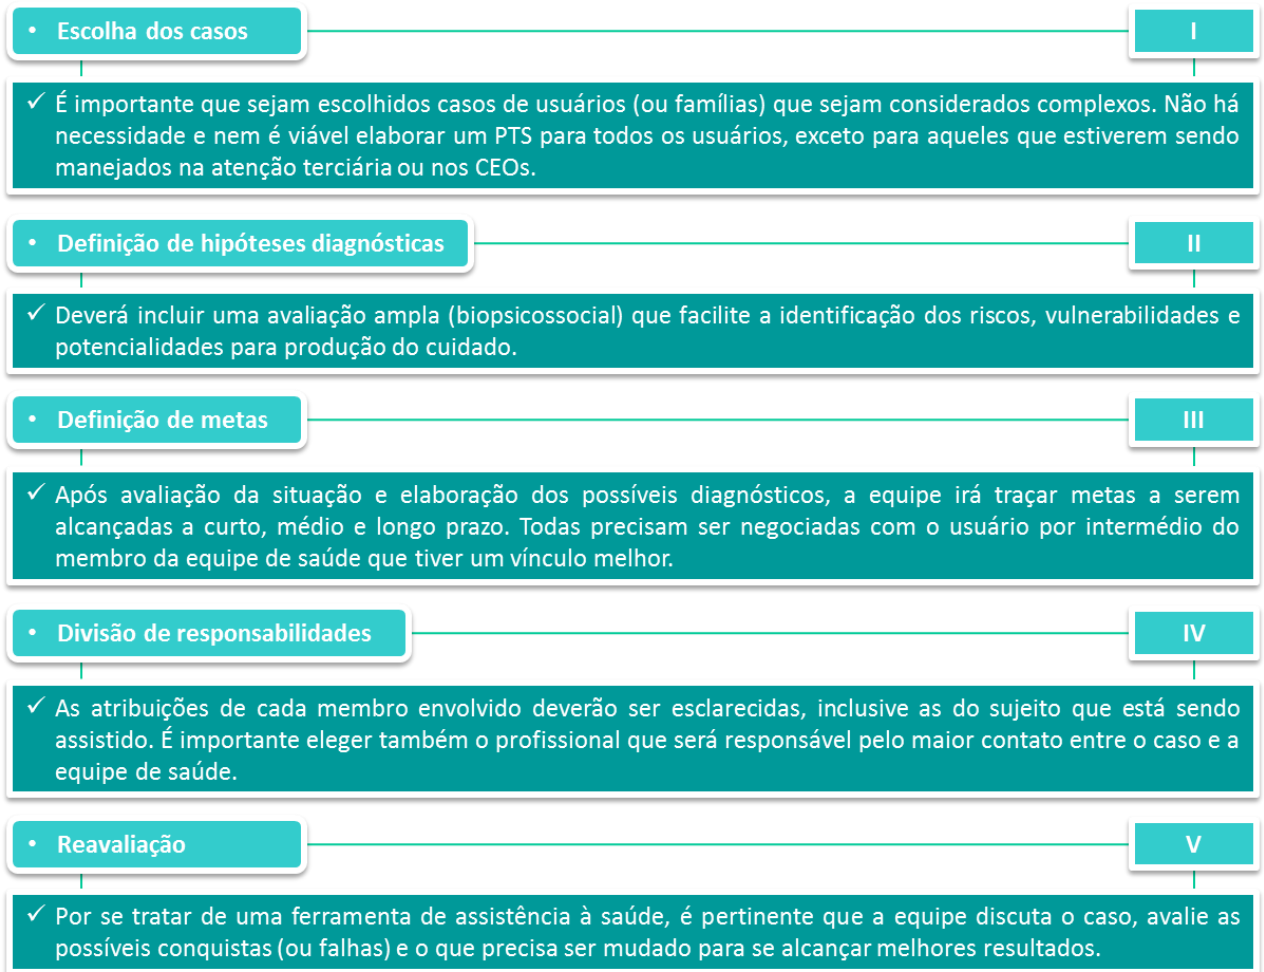 • Escolha dos casos
I
✓ É importante que sejam escolhidos casos de usuários (ou famílias) que sejam considerados complexos. Não há
necessidade e nem é viável elaborar um PTS para todos os usuários, exceto para aqueles que estiverem sendo
manejados na atenção terciária ou nos CEOs.
• Definição de hipóteses diagnósticas
II
✓ Deverá incluir uma avaliação ampla (biopsicossocial) que facilite a identificação dos riscos, vulnerabilidades e
potencialidades para produção do cuidado.
• Definição de metas
III
✓ Após avaliação da situação e elaboração dos possíveis diagnósticos, a equipe irá traçar metas a serem
alcançadas a curto, médio e longo prazo. Todas precisam ser negociadas com o usuário por intermédio do
membro da equipe de saúde que tiver um vínculo melhor.
• Divisão de responsabilidades
IV
✓ As atribuições de cada membro envolvido deverão ser esclarecidas, inclusive as do sujeito que está sendo
assistido. É importante eleger também o profissional que será responsável pelo maior contato entre o caso e a
equipe de saúde.
• Reavaliação
V
✓ Por se tratar de uma ferramenta de assistência à saúde, é pertinente que a equipe discuta o caso, avalie as
possíveis conquistas (ou falhas) e o que precisa ser mudado para se alcançar melhores resultados.